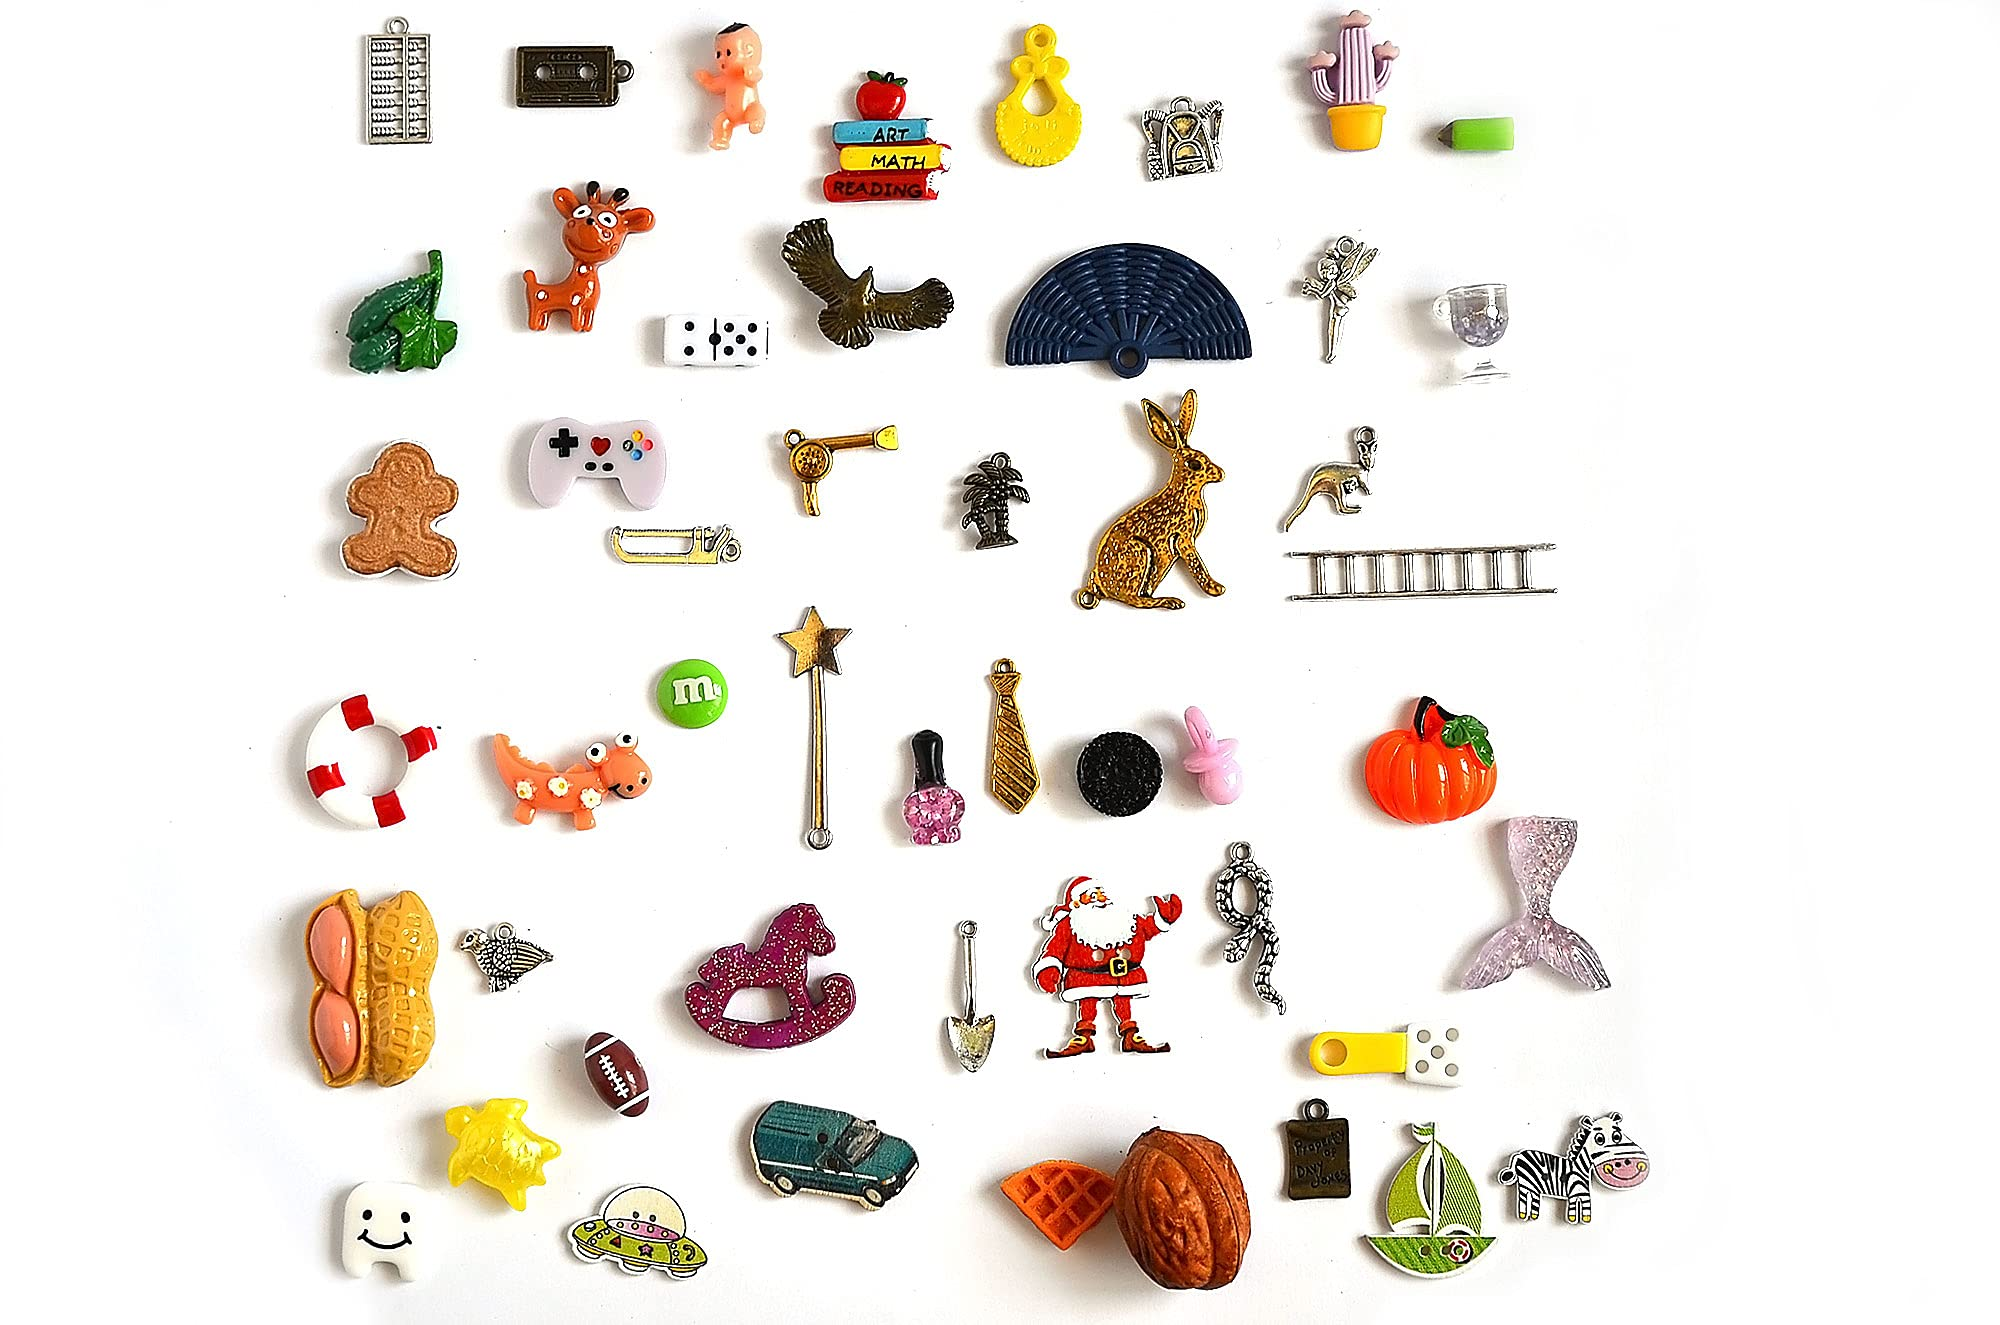 ART
MATH
READING
m
Property
of
DAVY
JONES